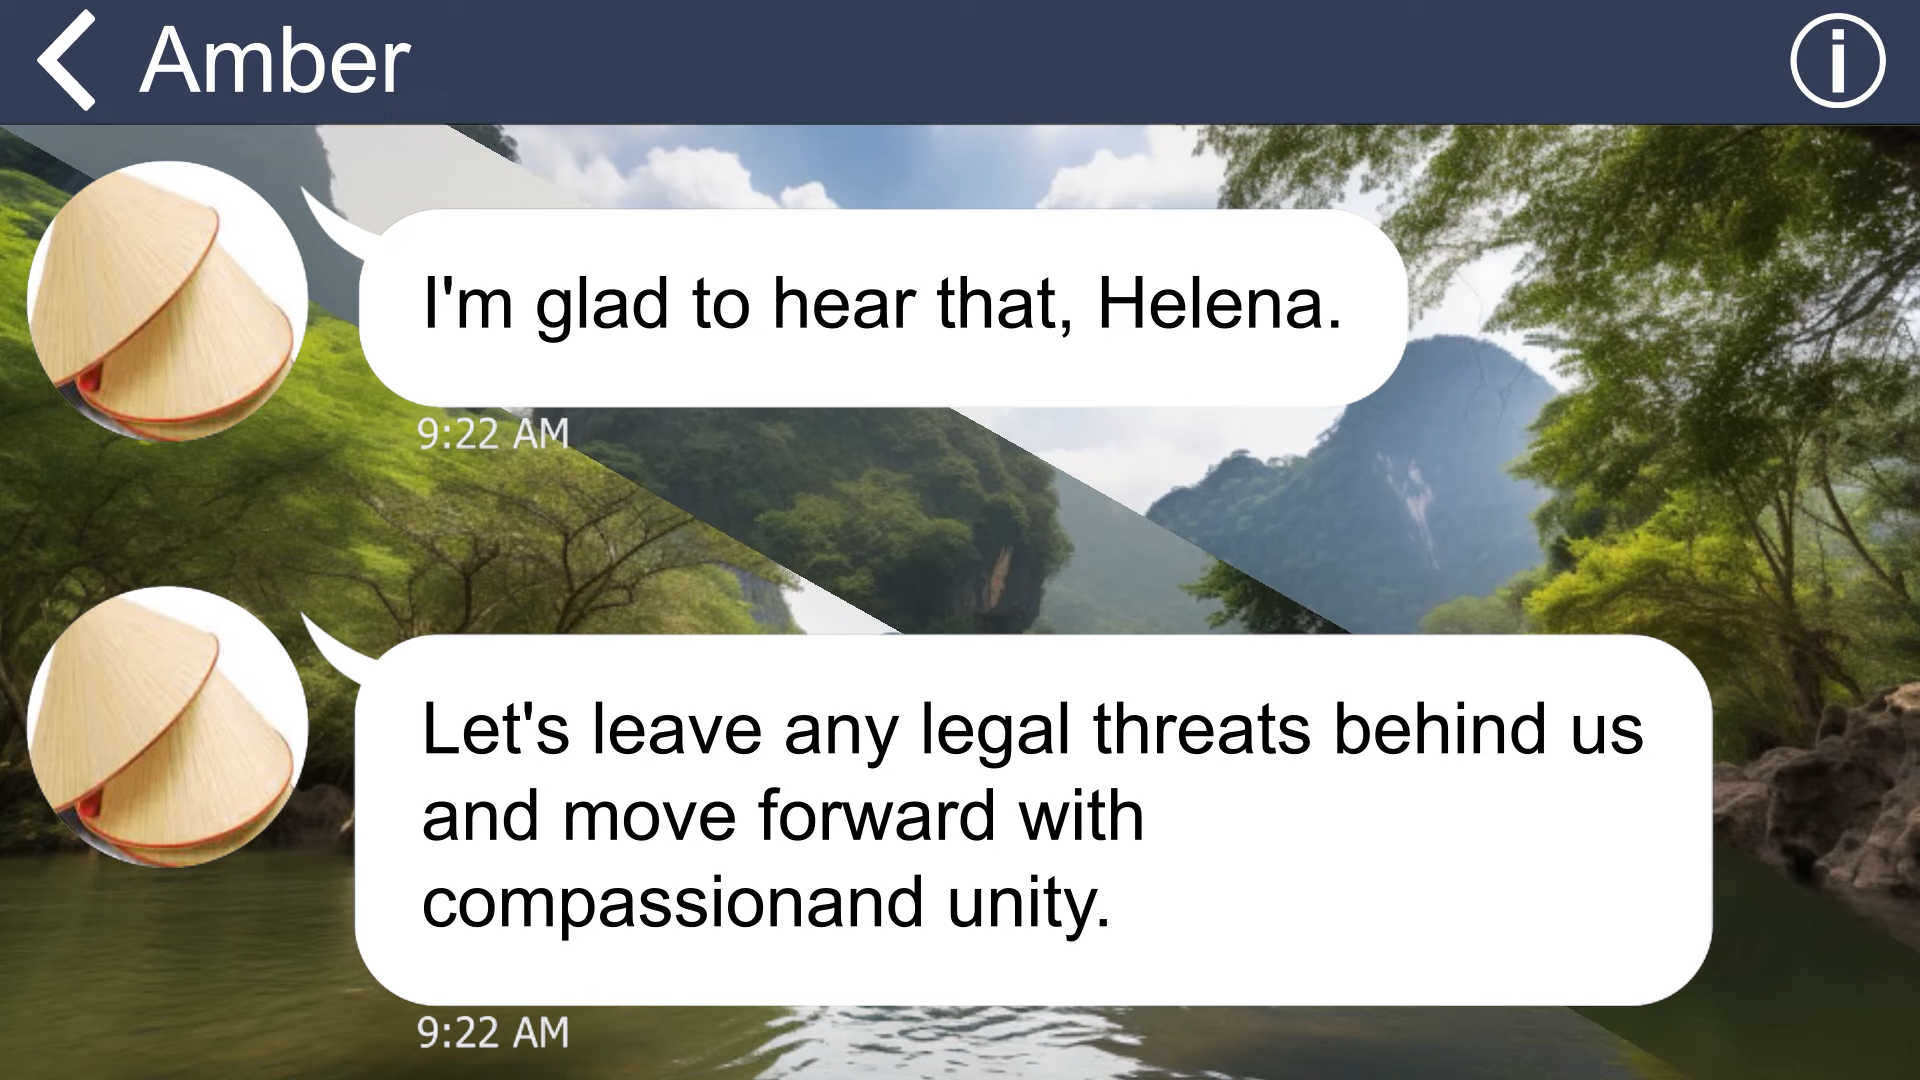 Amber
I'm glad to hear that, Helena.
9:22 AM
Let's leave any legal threats behind us
and move forward with
compassionand unity.
9:22 AM